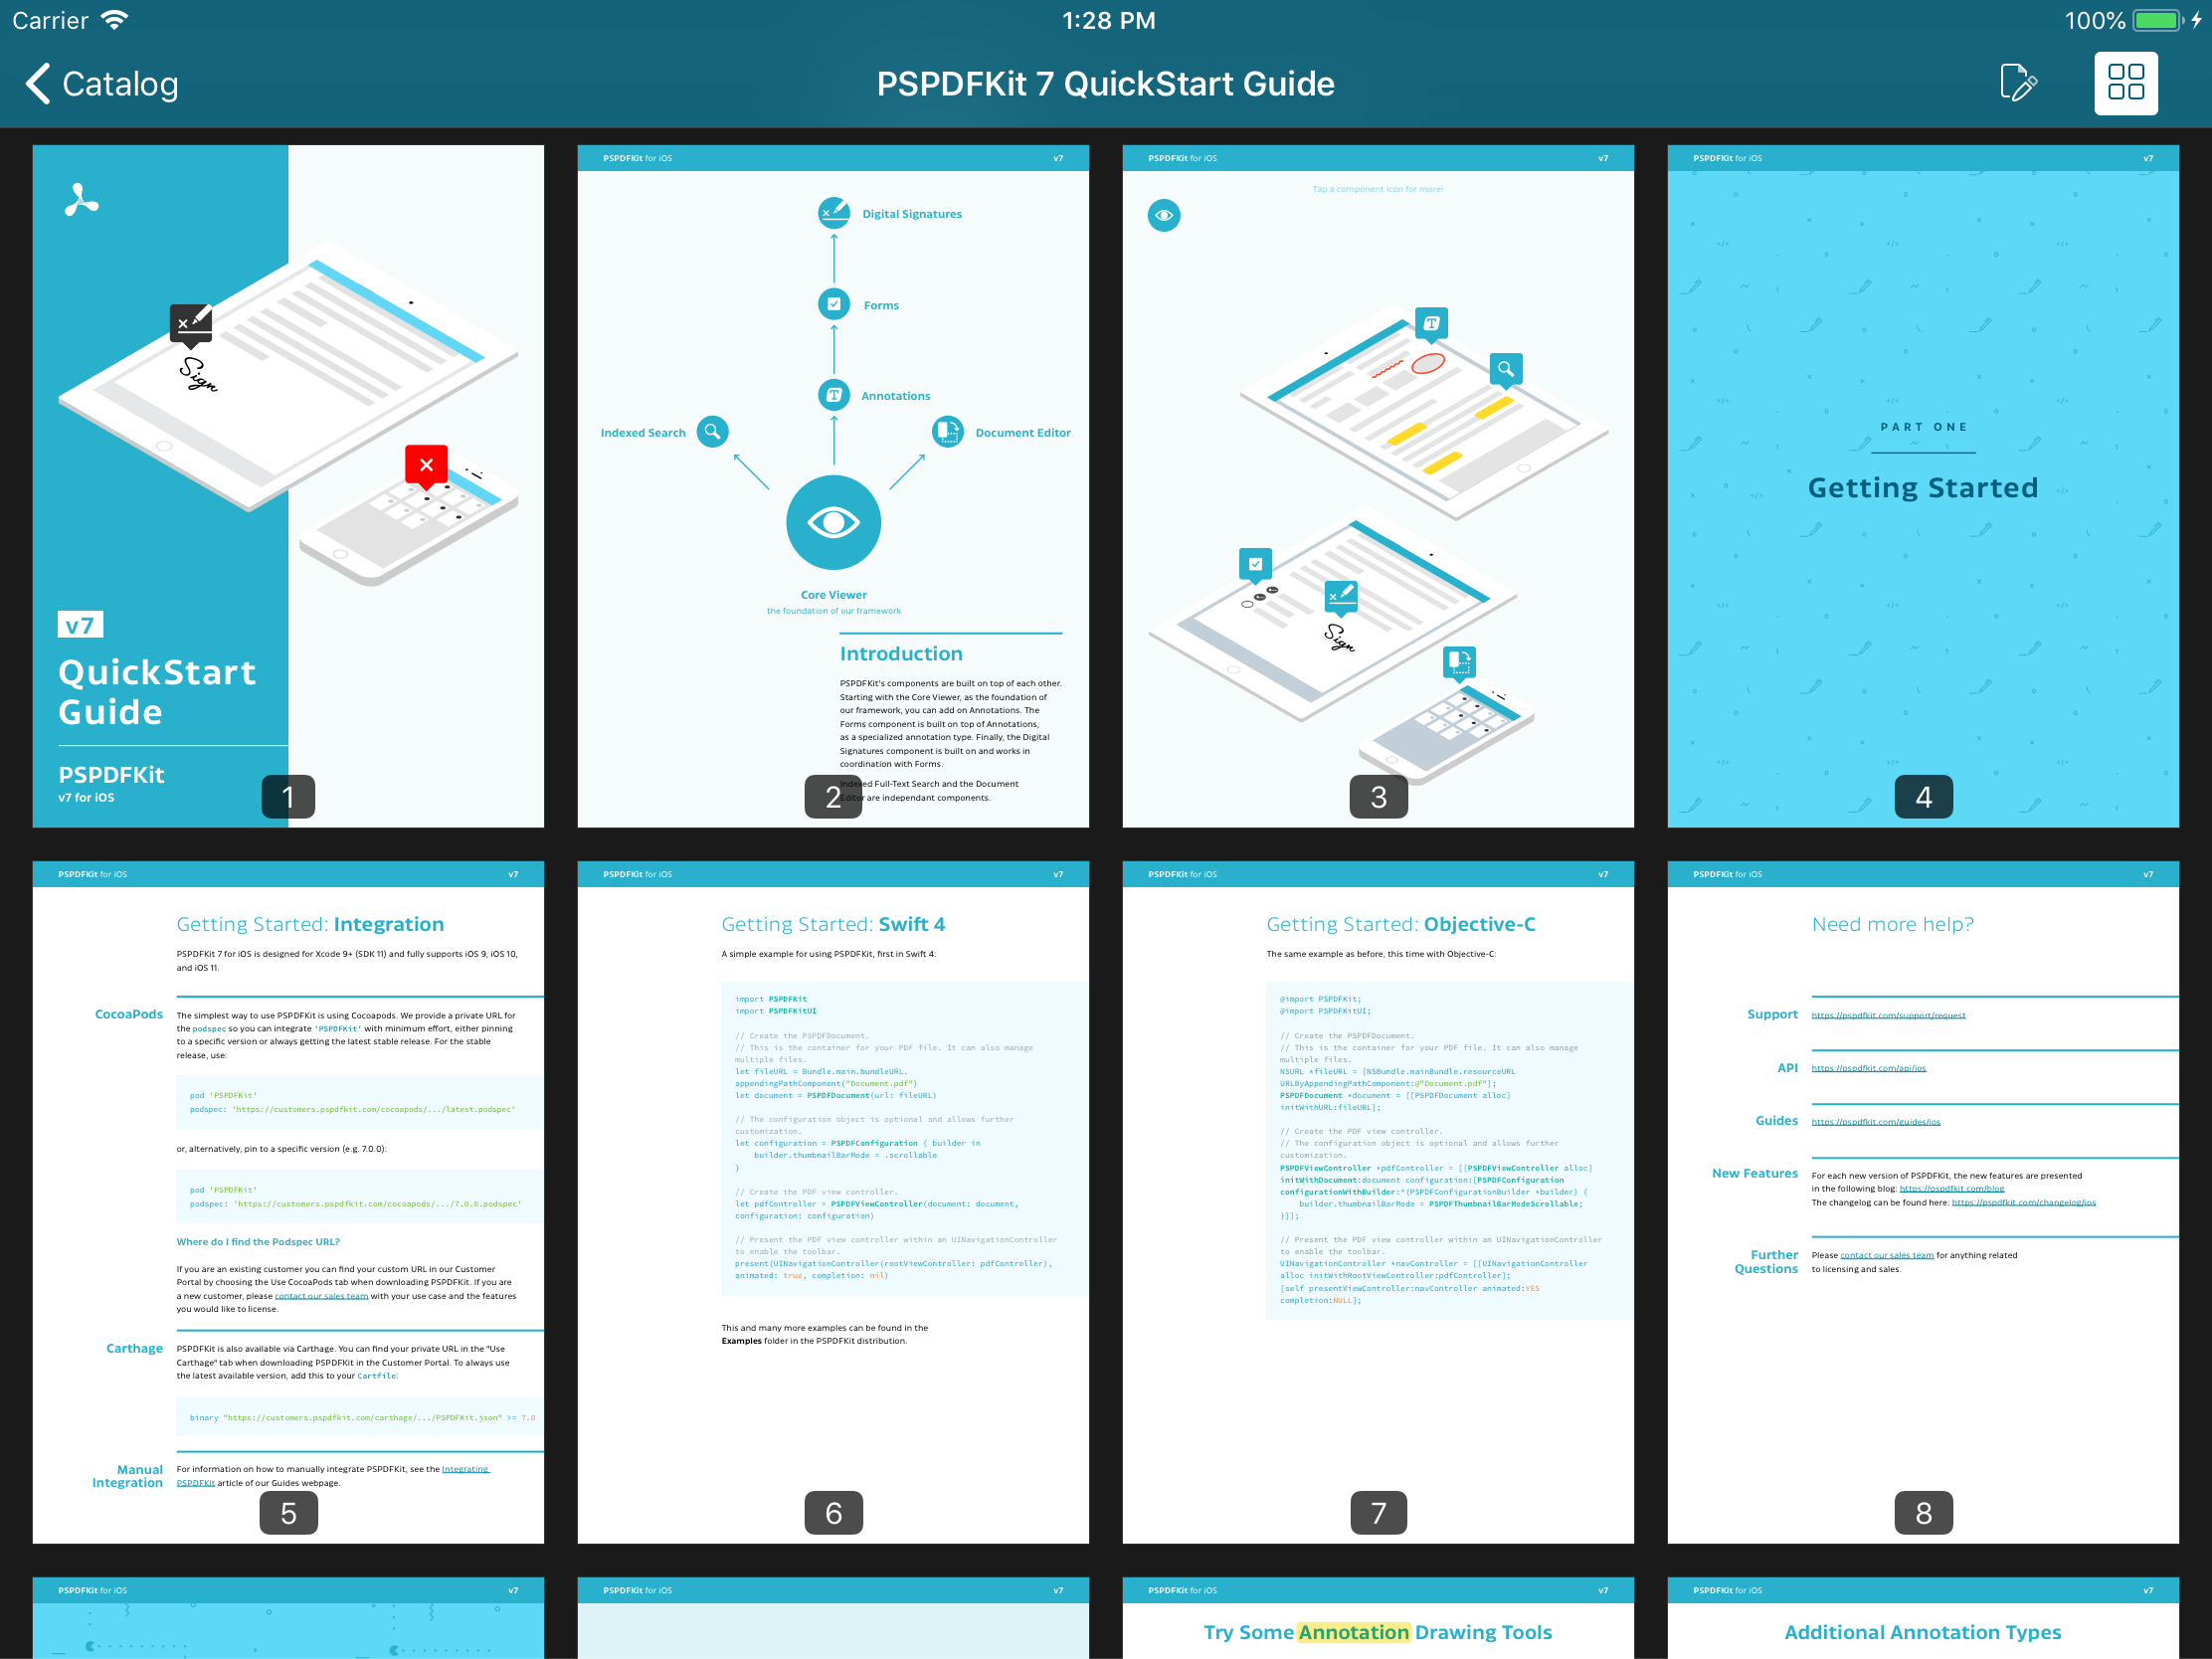 Carrier
1:28 PM
100%
Catalog
PSPDFKit 7 QuickStart Guide
Sign
v7
QuickStart
Guide
PSPDFKit
v7 for iOS
1
PSPDFKit for iOS
v7
Digital Signatures
Forms
Annotations
Indexed Search
Document Editor
Core Viewer
the foundation of our framework
Introduction
PSPDFKit's components are built on top of each other.
Starting with the Core Viewer, as the foundation of
our framework, you can add on Annotations. The
Forms component is built on top of Annotations,
as a specialized annotation type. Finally, the Digital
Signatures component is built on and works in
coordination with Forms.
Indexed Full-Text Search and the Document
Editor are independant components.
2
PSPDFKit for iOS
v7
Tap a component icon for more!
Sign
3
PSPDFKit for iOS
v7
PART ONE
Getting Started
4
PSPDFKit for iOS
v7
Getting Started: Integration
PSPDFKit 7 for iOS is designed for Xcode 9+ (SDK 11) and fully supports iOS 9, iOS 10,
and iOS 11.
CocoaPods
The simplest way to use PSPDFKit is using Cocoapods. We provide a private URL for
the podspec so you can integrate 'PSPDFKit' with minimum effort, either pinning
to a specific version or always getting the latest stable release. For the stable
release, use:
pod 'PSPDFKit'
podspec: 'https://customers.pspdfkit.com/cocoapods/.../latest.podspec'
or, alternatively, pin to a specific version (e.g. 7.0.0):
pod 'PSPDFKit'
podspec: 'https://customers.pspdfkit.com/cocoapods/.../7.0.0.podspec'
Where do I find the Podspec URL?
If you are an existing customer you can find your custom URL in our Customer
Portal by choosing the Use CocoaPods tab when downloading PSPDFKit. If you are
a new customer, please contact our sales team with your use case and the features
you would like to license.
Carthage
PSPDFKit is also available via Carthage. You can find your private URL in the "Use
Carthage" tab when downloading PSPDFKit in the Customer Portal. To always use
the latest available version, add this to your Cartfile:
binary "https://customers.pspdfkit.com/carthage/.../PSPDFKit.json" >= 7.0
Manual
Integration
For information on how to manually integrate PSPDFKit, see the Integrating
PSPDFKit article of our Guides webpage.
5
PSPDFKit for iOS
v7
Getting Started: Swift 4
A simple example for using PSPDFKit, first in Swift 4:
import PSPDFKit
import PSPDFKitUI
// Create the PSPDFDocument.
// This is the container for your PDF file. It can also manage
multiple files.
let fileURL = Bundle.main.bundleURL.
appendingPathComponent("Document.pdf")
let document = PSPDFDocument(url: fileURL)
// The configuration object is optional and allows further
customization.
let configuration = PSPDFConfiguration { builder in
builder.thumbnailBarMode = .scrollable
}
// Create the PDF view controller.
let pdfController = PSPDFViewController(document: document,
configuration: configuration)
// Present the PDF view controller within an UINavigationController
to enable the toolbar.
present(UINavigationController(rootViewController: pdfController),
animated: true, completion: nil)
This and many more examples can be found in the
Examples folder in the PSPDFKit distribution.
6
PSPDFKit for iOS
v7
Getting Started: Objective-C
The same example as before, this time with Objective-C:
@import PSPDFKit;
@import PSPDFKitUI;
// Create the PSPDFDocument.
// This is the container for your PDF file. It can also manage
multiple files.
NSURL *fileURL = [NSBundle.mainBundle.resourceURL
URLByAppendingPathComponent:@"Document.pdf"];
PSPDFDocument *document = [[PSPDFDocument alloc]
initWithURL:fileURL];
// Create the PDF view controller.
// The configuration object is optional and allows further
customization.
PSPDFViewController *pdfController = [[PSPDFViewController alloc]
initWithDocument:document configuration:[PSPDFConfiguration
configurationWithBuilder:^(PSPDFConfigurationBuilder *builder) {
builder.thumbnailBarMode = PSPDFThumbnailBarModeScrollable;
}]];
// Present the PDF view controller within an UINavigationController
to enable the toolbar.
UINavigationController *navController = [[UINavigationController
alloc initWithRootViewController:pdfController];
[self presentViewController:navController animated:YES
completion:NULL];
7
PSPDFKit for iOS
v7
Need more help?
Support
https://pspdfkit.com/support/request
API
https://pspdfkit.com/api/ios
Guides
https://pspdfkit.com/guides/ios
New Features
For each new version of PSPDFKit, the new features are presented
in the following blog: https://pspdfkit.com/blog
The changelog can be found here: https://pspdfkit.com/changelog/ios
Further
Questions
Please contact our sales team for anything related
to licensing and sales.
8
PSPDFKit for iOS
v7
PSPDFKit for iOS
v7
PSPDFKit for iOS
v7
Try Some Annotation Drawing Tools
PSPDFKit for iOS
v7
Additional Annotation Types